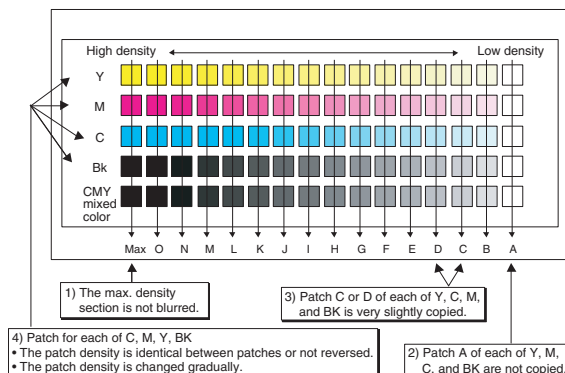 High density Low density
Y
M
C
Bk
CMY
mixed
color
Max O N M L K J I H G F E D C B A
1) The max. density
section is not blurred.
3) Patch C or D of each of Y, C, M,
and BK is very slightly copied.
4) Patch for each of C, M, Y, BK
• The patch density is identical between patches or not reversed.
• The patch density is changed gradually.
2) Patch A of each of Y, M,
C, and BK are not copied.